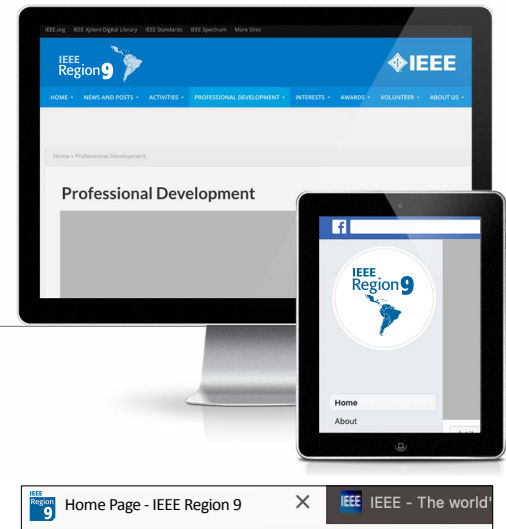 IEEE.org IEEE Xplore Digital Library IEEE Standards IEEE Spectrum More Sites
IEEE
Region 9
IEEE
HOME NEWS AND POSTS ACTIVITIES PROFESSIONAL DEVELOPMENT INTERESTS AWARDS VOLUNTEER ABOUT US
Home » Professional Development
Professional Development
IEEE
Region 9
Home
About
IEEE
Region
9
Home Page - IEEE Region 9
IEEE
IEEE - The world'